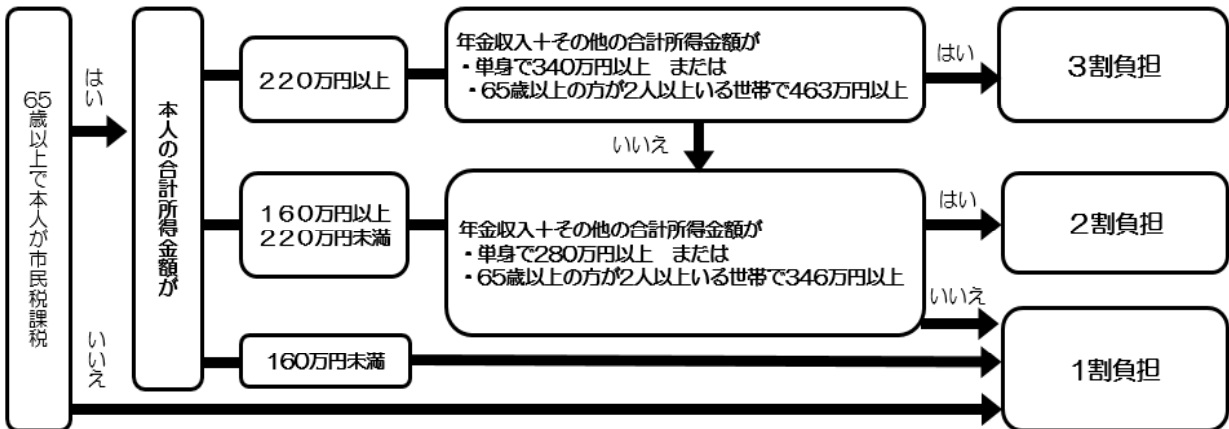 65歳以上で本人が市民税課税
はい
いいえ
本人の合計所得金額が
220万円以上
年金収入＋その他の合計所得金額が
・単身で340万円以上　または
・65歳以上の方が2人以上いる世帯で463万円以上
はい
3割負担
いいえ
160万円以上
220万円未満
年金収入＋その他の合計所得金額が
・単身で280万円以上　または
・65歳以上の方が2人以上いる世帯で346万円以上
はい
2割負担
いいえ
160万円未満
1割負担